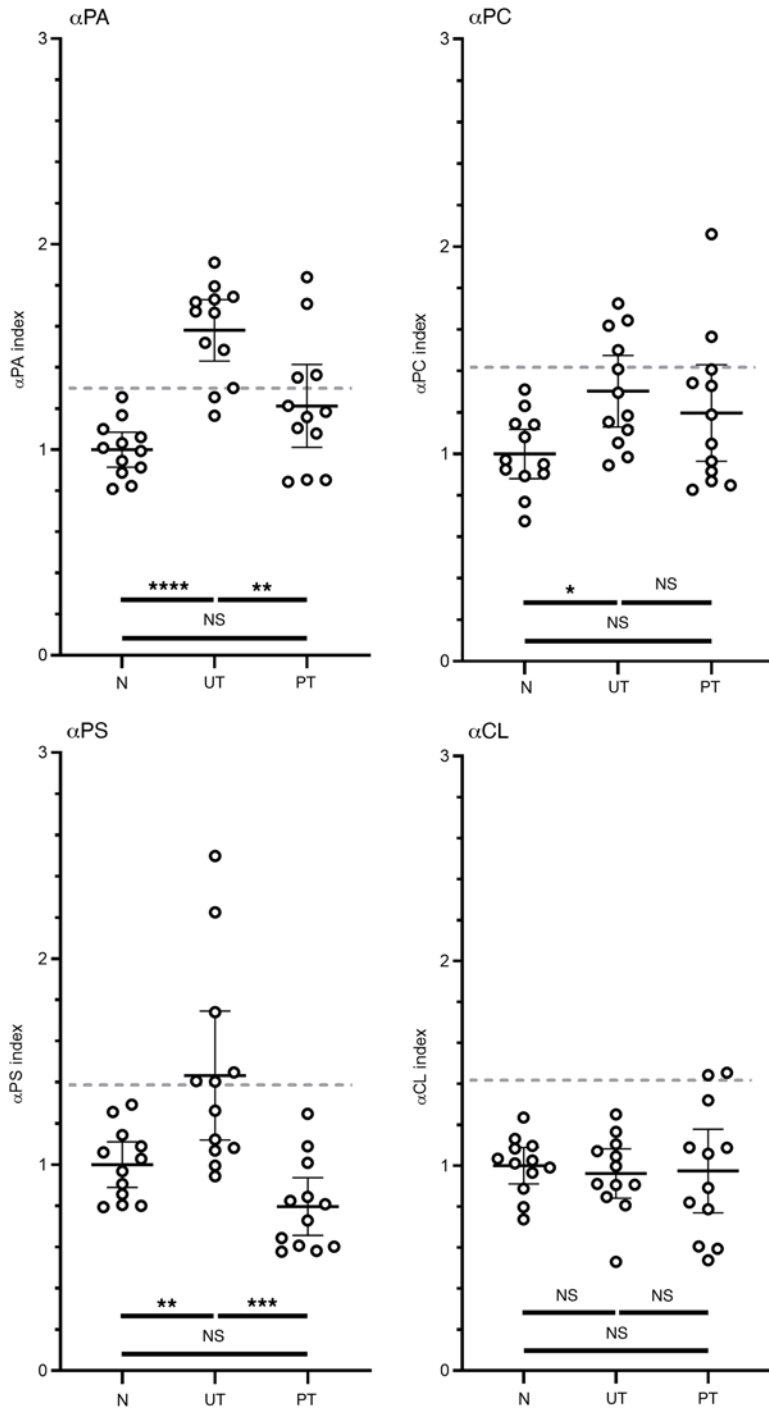 αPA
αPA index
3
2
1
0
****
**
NS
N
UT
PT
αPC
αPC index
3
2
1
0
*
NS
NS
N
UT
PT
αPS
αPS index
3
2
1
0
**
***
NS
N
UT
PT
αCL
αCL index
3
2
1
0
NS
NS
NS
N
UT
PT